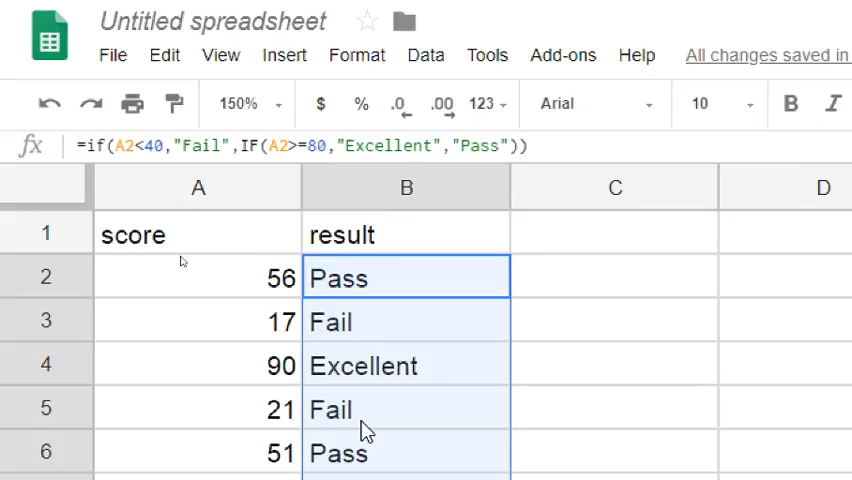 Untitled spreadsheet
File Edit View Insert Format Data Tools Add-ons Help All changes saved in
150% $ % .0 .00 123 Arial 10 B I
fx =if(A2<40,"Fail",IF(A2>=80,"Excellent","Pass"))
A B C D
1 score result
2 56 Pass
3 17 Fail
4 90 Excellent
5 21 Fail
6 51 Pass